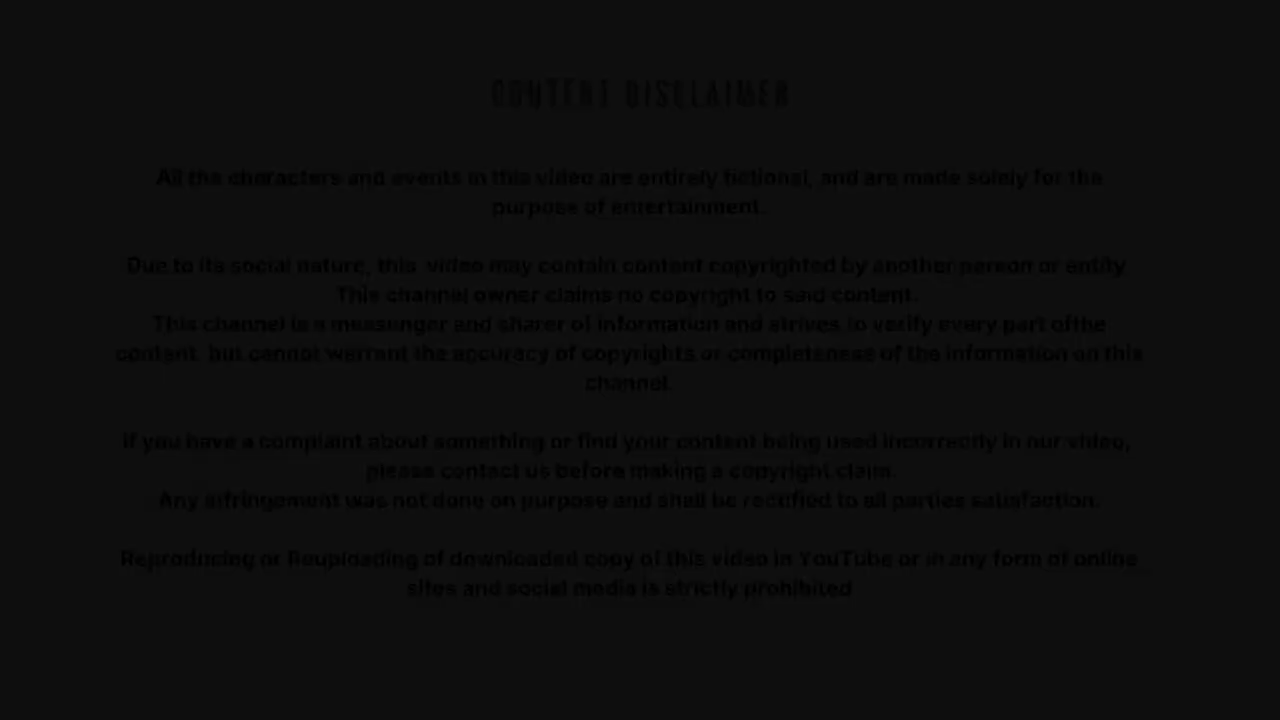 CONTENT DISCLAIMER
All the characters and events in this video are entirely fictional, and are made solely for the
purpose of entertainment.
Due to its social nature, this video may contain content copyrighted by another person or entity
This channel owner claims no copyright to said content.
This channel is a messenger and sharer of information and strives to verify every part ofthe
content, but cannot warrant the accuracy of copyrights or completeness of the information on this
channel.
If you have a complaint about something or find your content being used incorrectly in our video,
please contact us before making a copyright claim.
Any infringement was not done on purpose and shall be rectified to all parties satisfaction.
Reproducing or Reuploading of downloaded copy of this video in YouTube or in any form of online
sites and social media is strictly prohibited